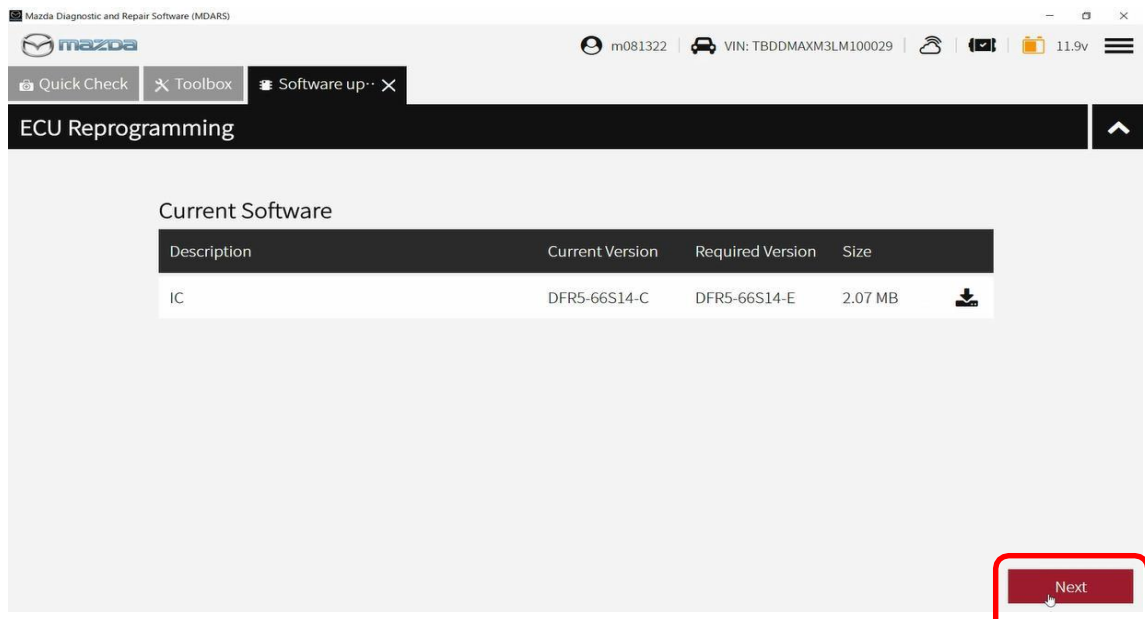 Mazda Diagnostic and Repair Software (MDARS)
mazda
m081322
VIN: TBDDMAXM3LM100029
11.9v
Quick Check
Toolbox
Software up··
ECU Reprogramming
Current Software
Description Current Version Required Version Size
IC DFR5-66S14-C DFR5-66S14-E 2.07 MB
Next